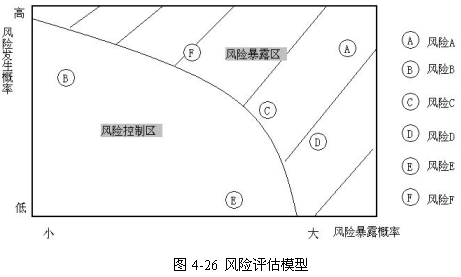 高
风险发生概率
低
F
风险暴露区
A
B
C
风险控制区
D
E
小
大
风险暴露概率
A 风险A
B 风险B
C 风险C
D 风险D
E 风险E
F 风险F
图 4-26 风险评估模型